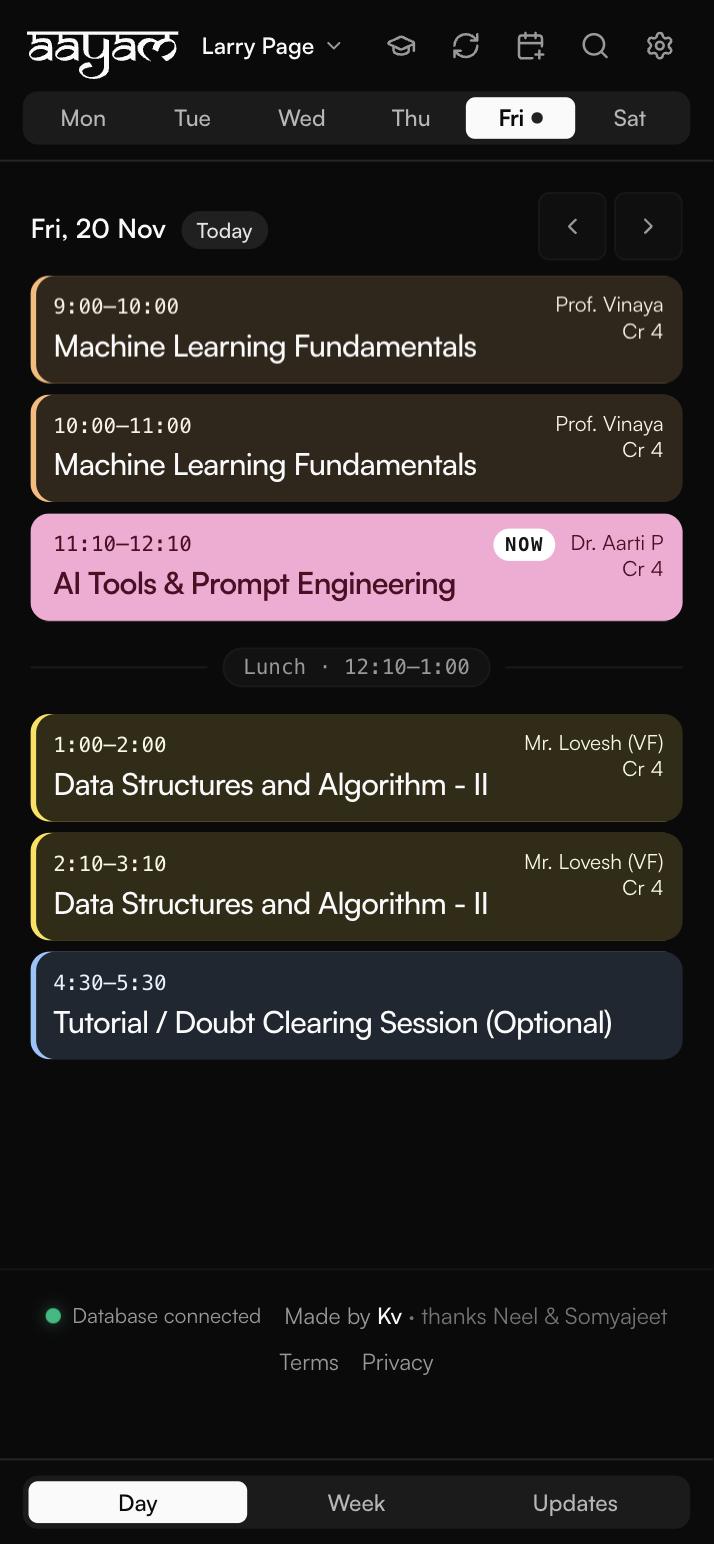 aayam Larry Page
Mon Tue Wed Thu Fri Sat
Fri, 20 Nov Today
9:00–10:00 Prof. Vinaya
Cr 4
Machine Learning Fundamentals
10:00–11:00 Prof. Vinaya
Cr 4
Machine Learning Fundamentals
11:10–12:10 NOW Dr. Aarti P
Cr 4
AI Tools & Prompt Engineering
Lunch · 12:10–1:00
1:00–2:00 Mr. Lovesh (VF)
Cr 4
Data Structures and Algorithm - II
2:10–3:10 Mr. Lovesh (VF)
Cr 4
Data Structures and Algorithm - II
4:30–5:30
Tutorial / Doubt Clearing Session (Optional)
Database connected Made by Kv · thanks Neel & Somyajeet
Terms Privacy
Day Week Updates